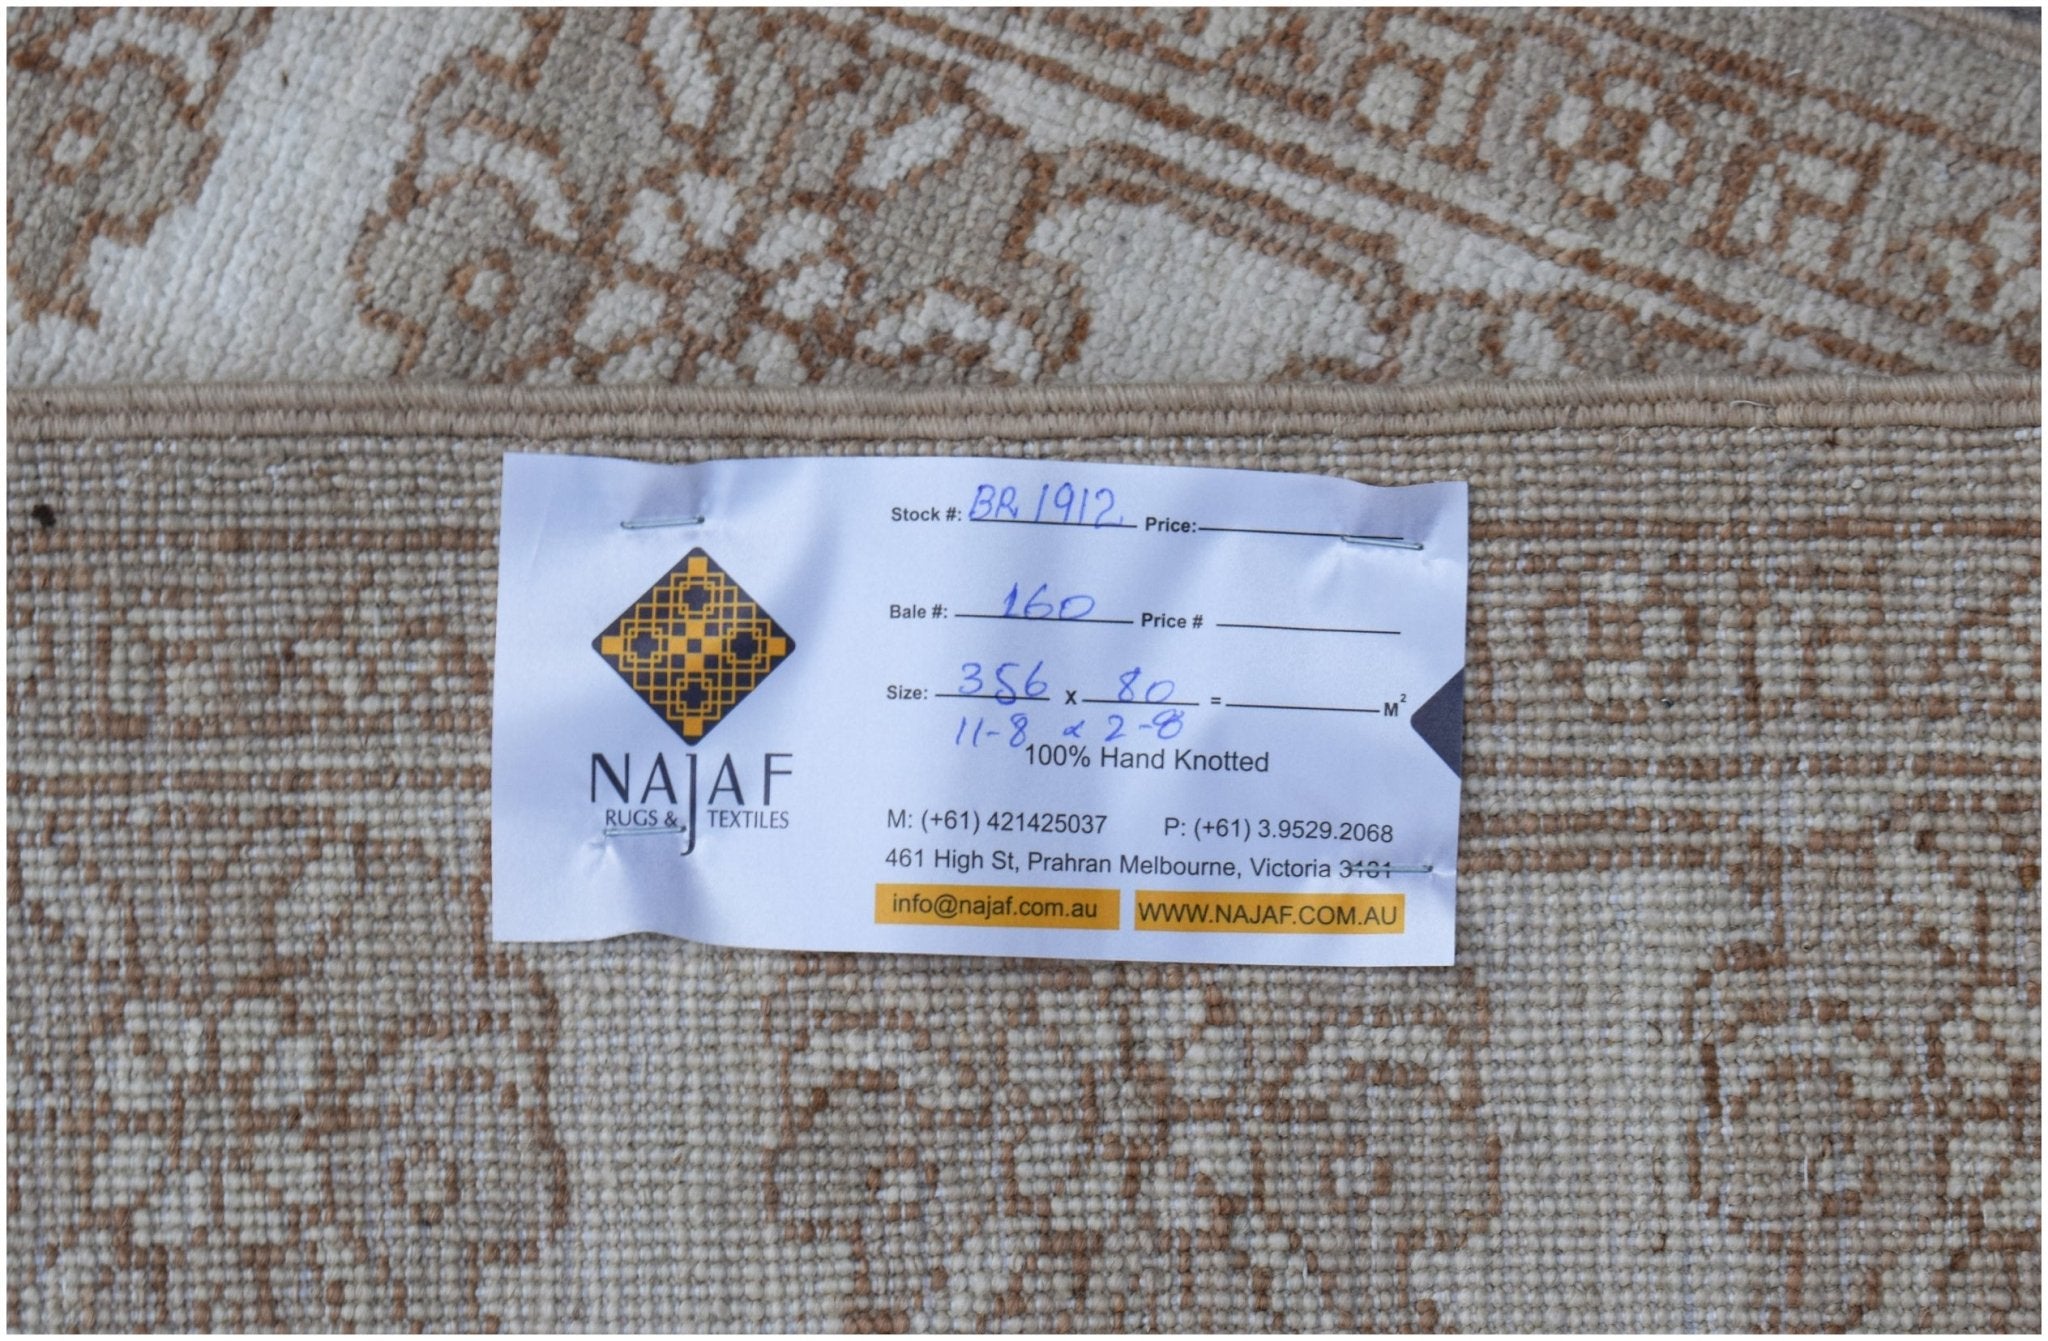 Stock #: BR 1912 Price:
Bale #: 160 Price #
Size: 356 x 80 = M²
11-8 x 2-8
100% Hand Knotted
NAJAF
RUGS & TEXTILES
M: (+61) 421425037 P: (+61) 3.9529.2068
461 High St, Prahran Melbourne, Victoria 3181
info@najaf.com.au WWW.NAJAF.COM.AU